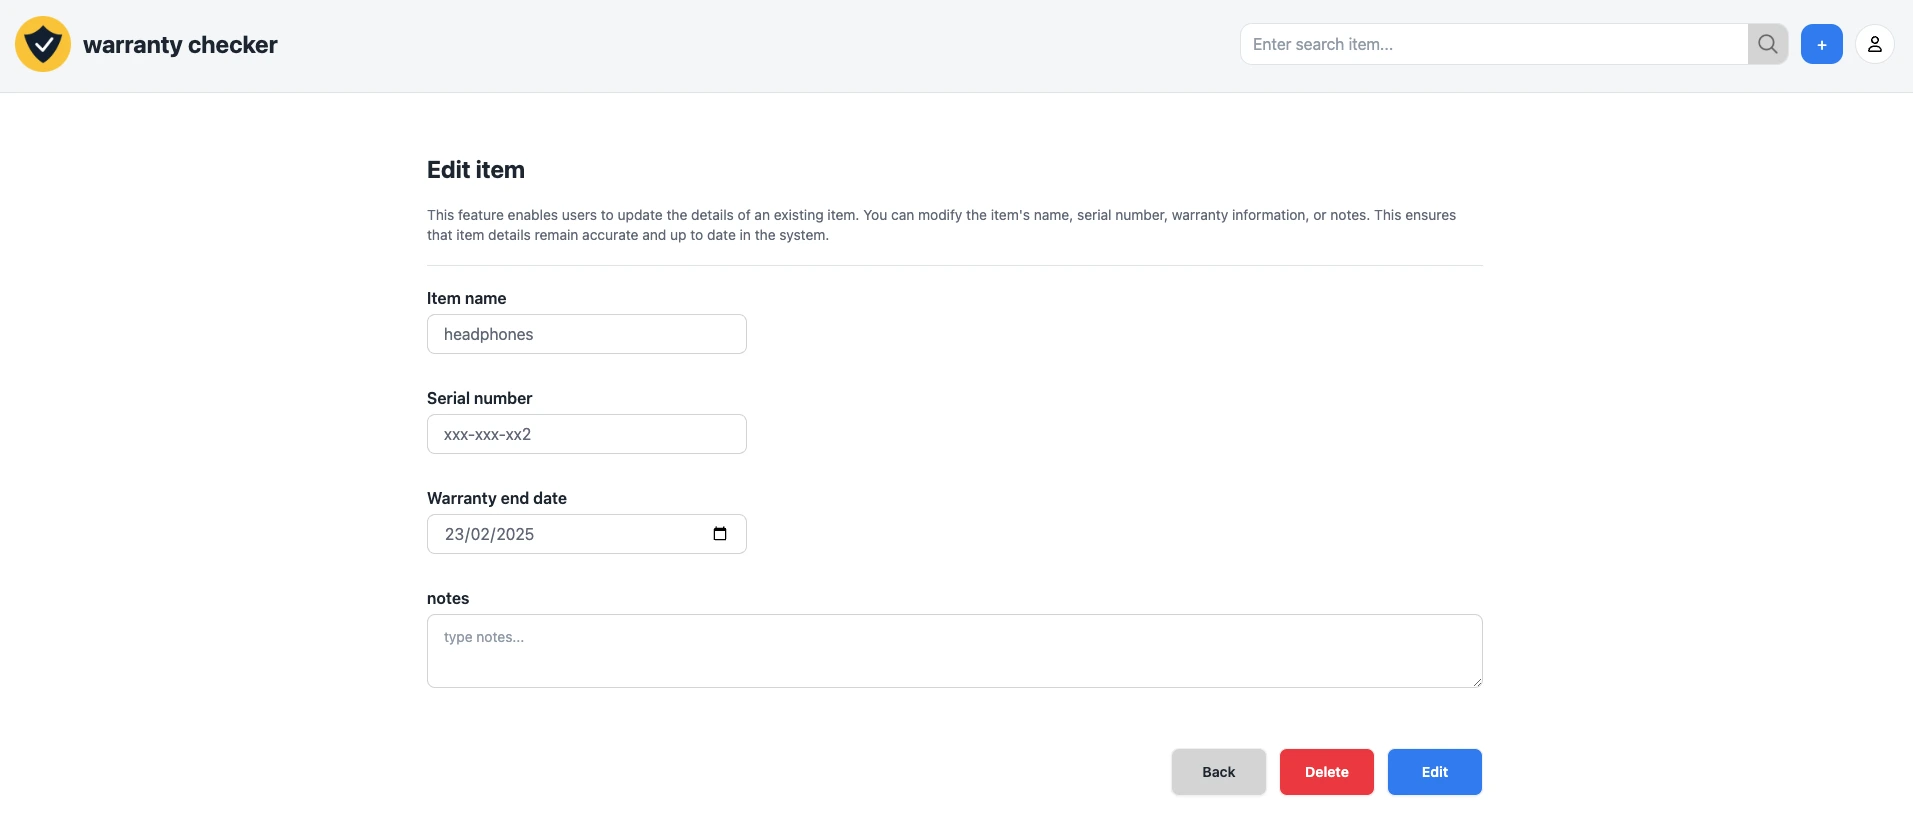 warranty checker
Enter search item...
+
Edit item
This feature enables users to update the details of an existing item. You can modify the item's name, serial number, warranty information, or notes. This ensures
that item details remain accurate and up to date in the system.
Item name
headphones
Serial number
xxx-xxx-xx2
Warranty end date
23/02/2025
notes
type notes...
Back
Delete
Edit